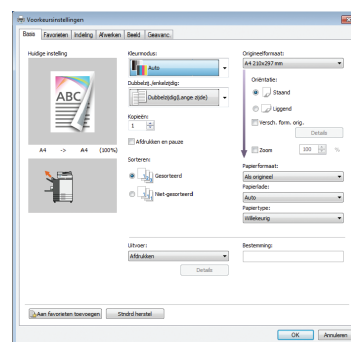 Voorkeursinstellingen
Basis Favorieten Indeling Afwerken Beeld Geavanc.
Huidige instelling
ABC
A4 -> A4 (100%)
Kleurmodus:
Auto
Dubbelzij./enkelzijdig:
Dubbelzijdig(Lange zijde)
Kopieën:
1
Afdrukken en pauze
Sorteren:
Gesorteerd
Niet-gesorteerd
Uitvoer:
Afdrukken
Details
Origineelformaat:
A4 210x297 mm
Oriëntatie:
Staand
Liggend
Versch. form. orig.
Details
Zoom 100 %
Papierformaat:
Als origineel
Papierlade:
Auto
Papiertype:
Willekeurig
Bestemming:
Aan favorieten toevoegen Stndrd herstel
OK Annuleren